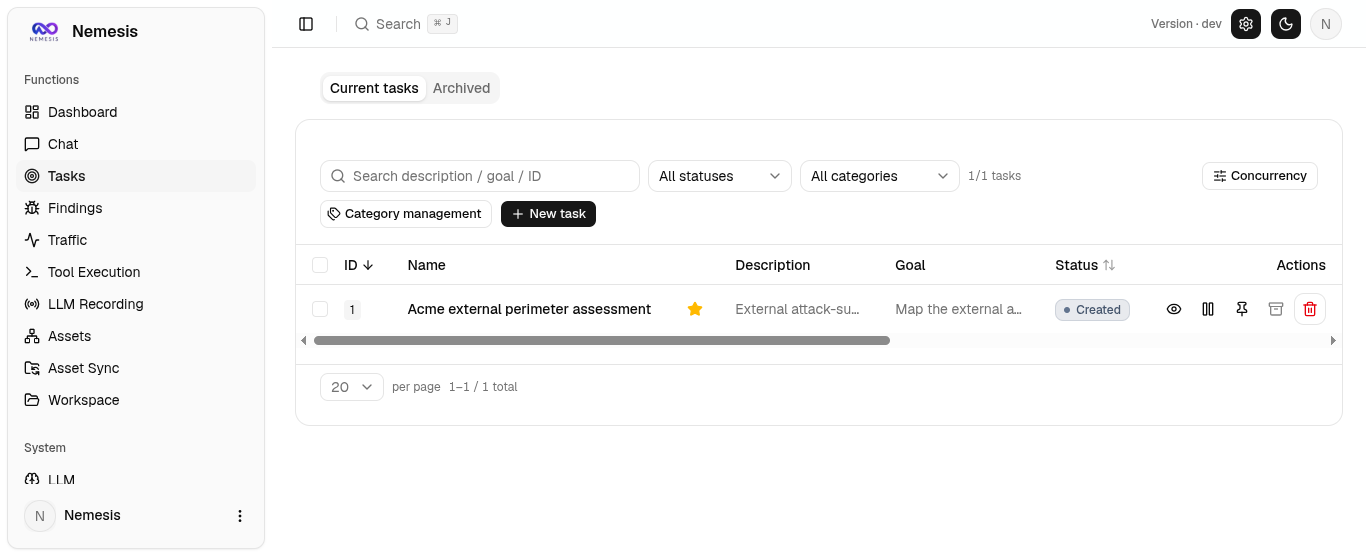 NEMESIS
Nemesis
Functions
Dashboard
Chat
Tasks
Findings
Traffic
Tool Execution
LLM Recording
Assets
Asset Sync
Workspace
System
LLM
N
Nemesis
Search ⌘ J
Version · dev
N
Current tasks
Archived
Search description / goal / ID
All statuses
All categories
1/1 tasks
Concurrency
Category management
New task
ID Name Description Goal Status Actions
1 Acme external perimeter assessment External attack-su... Map the external a... Created
20 per page 1–1 / 1 total